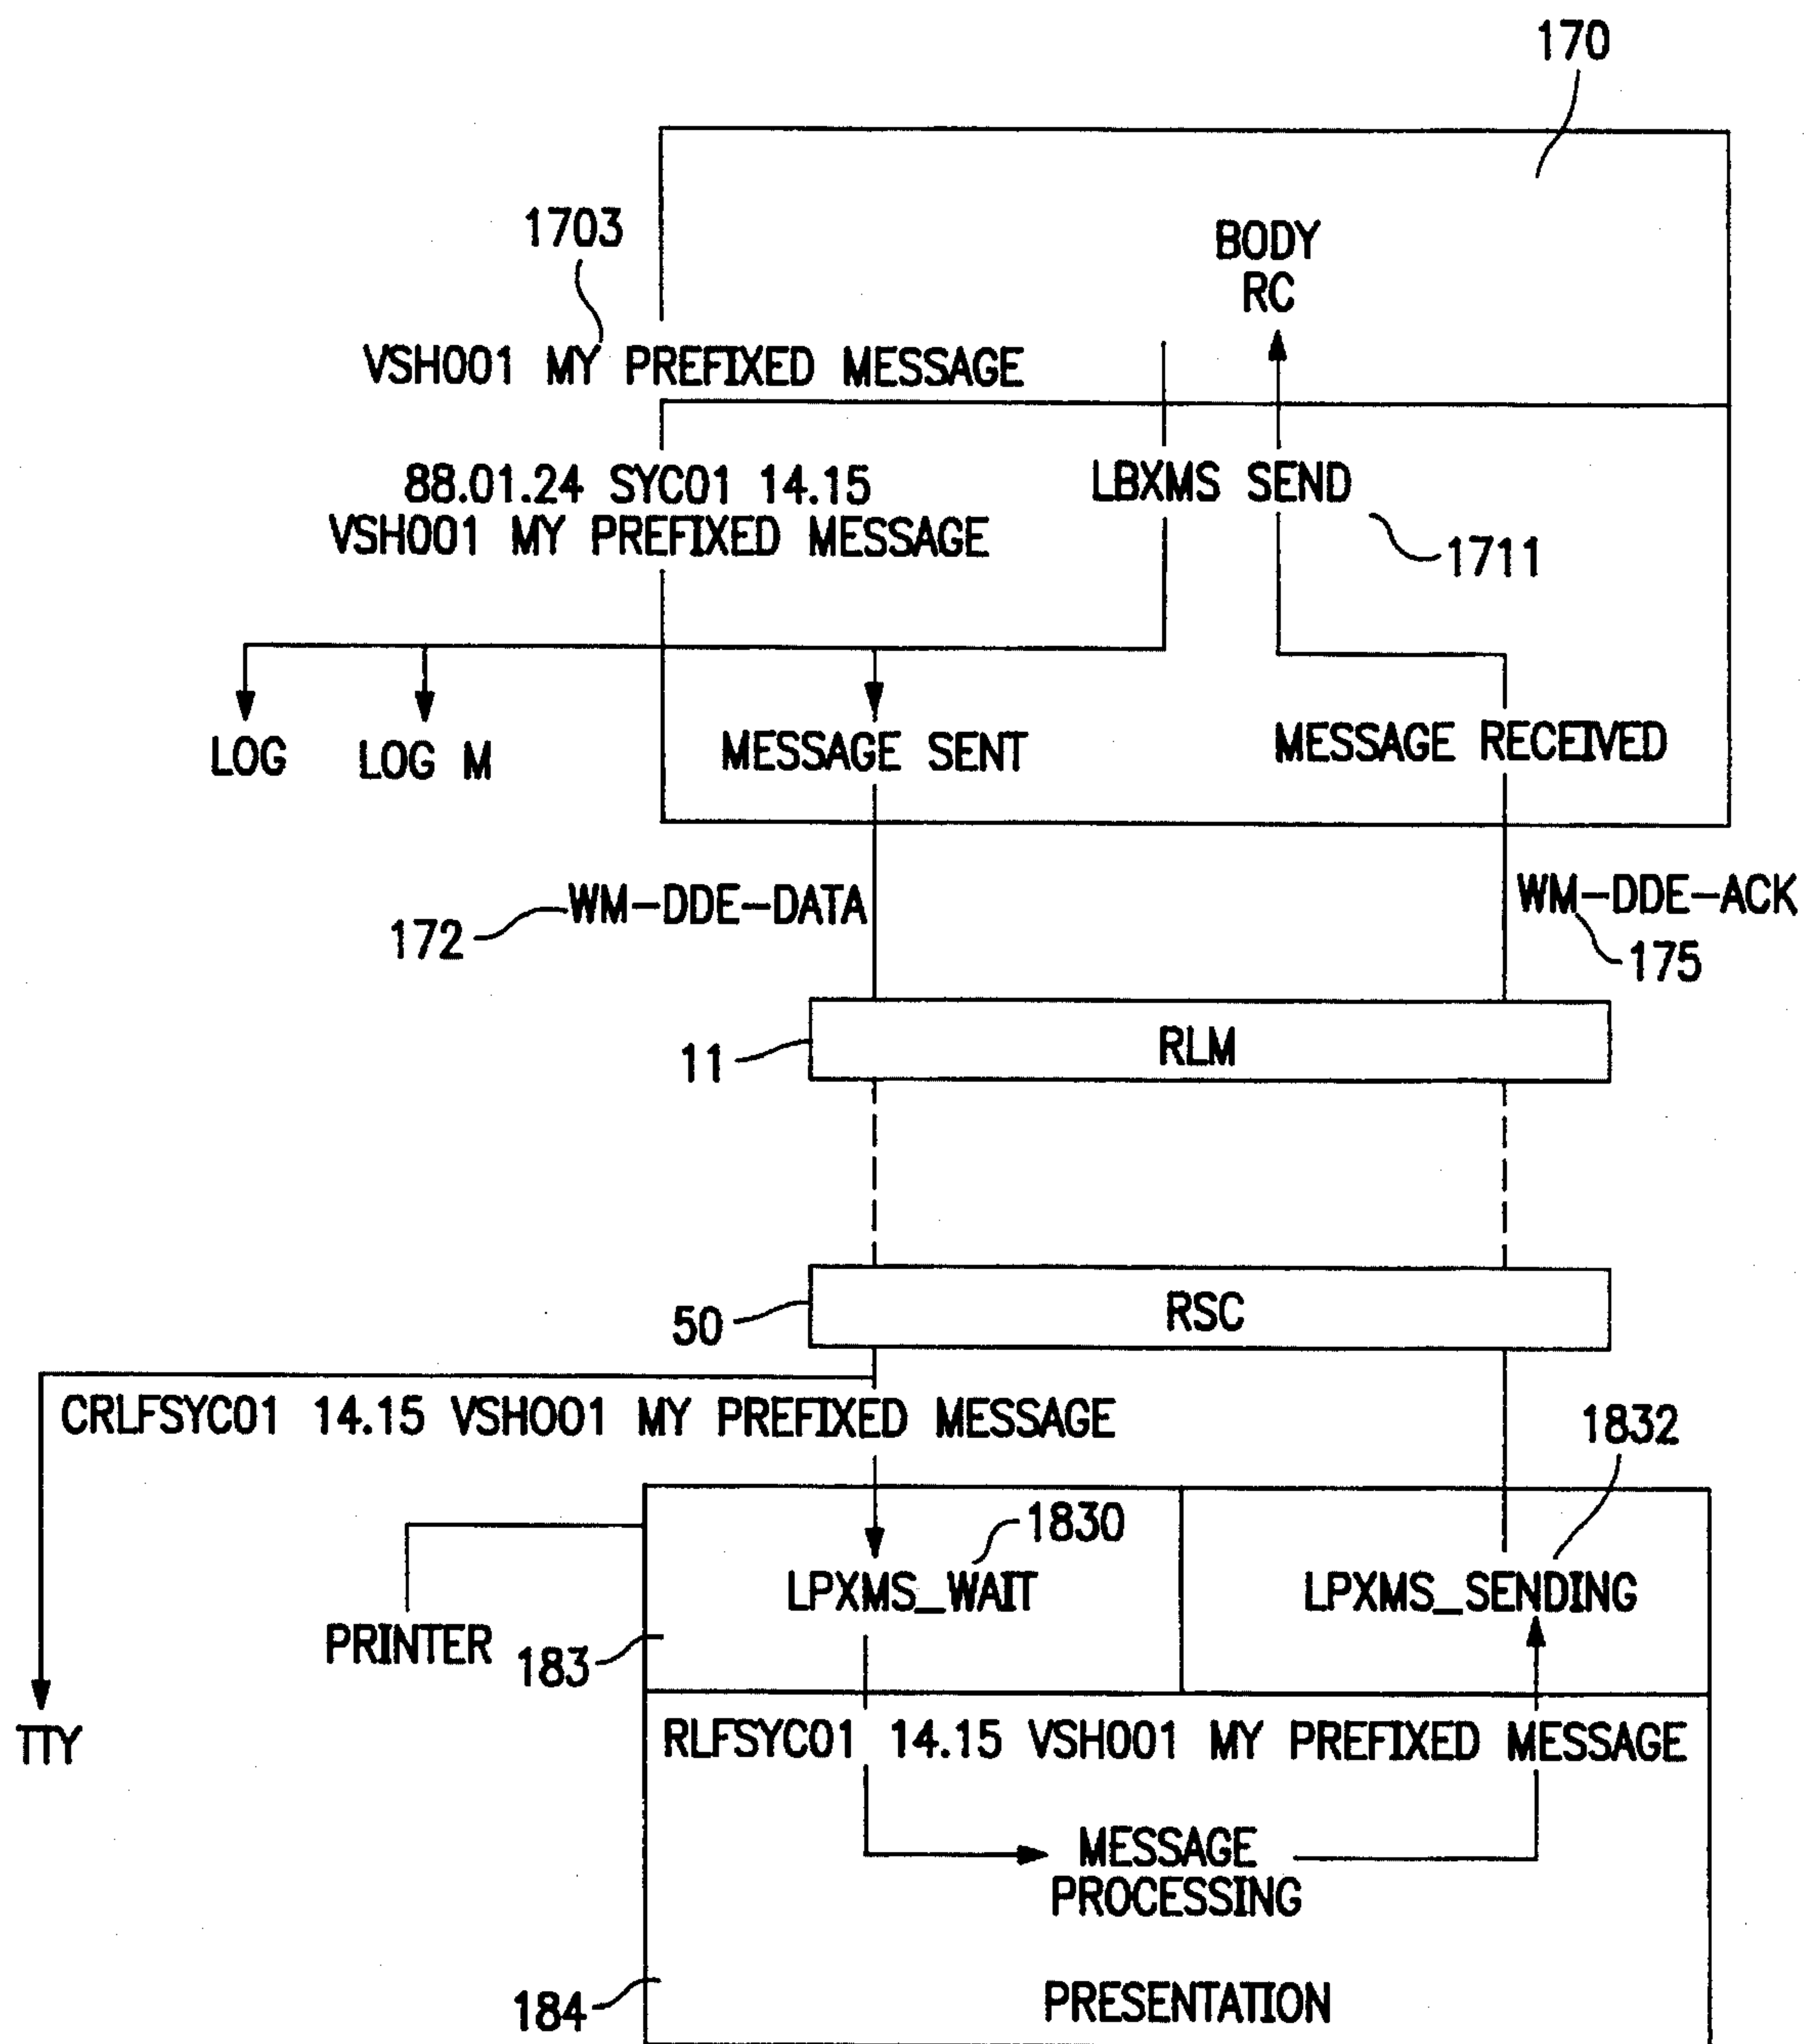 170
1703
BODY
RC
VSH001 MY PREFIXED MESSAGE
88.01.24 SYC01 14.15
VSH001 MY PREFIXED MESSAGE
LBXMS SEND
1711
LOG
LOG M
MESSAGE SENT
MESSAGE RECEIVED
WM-DDE-DATA
172
WM-DDE-ACK
175
11
RLM
50
RSC
CRLFSYC01 14.15 VSH001 MY PREFIXED MESSAGE
1832
1830
LPXMS_WAIT
LPXMS_SENDING
PRINTER
183
TTY
RLFSYC01 14.15 VSH001 MY PREFIXED MESSAGE
MESSAGE
PROCESSING
184
PRESENTATION